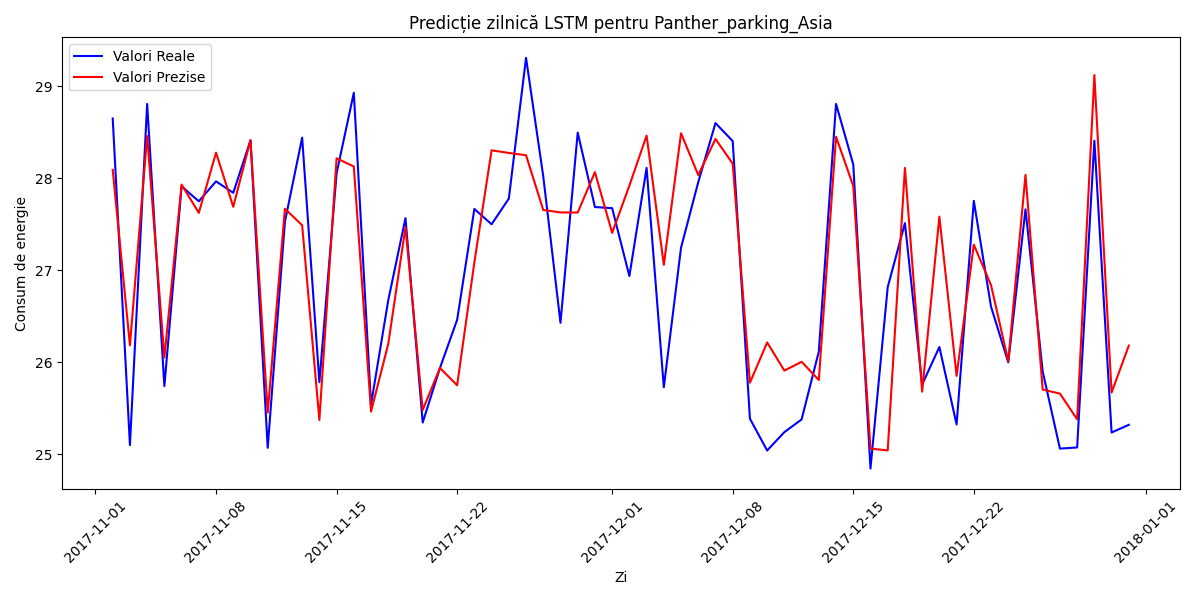 Predicție zilnică LSTM pentru Panther_parking_Asia
Valori Reale
Valori Prezise
Consum de energie
29
28
27
26
25
2017-11-01
2017-11-08
2017-11-15
2017-11-22
2017-12-01
2017-12-08
2017-12-15
2017-12-22
2018-01-01
Zi